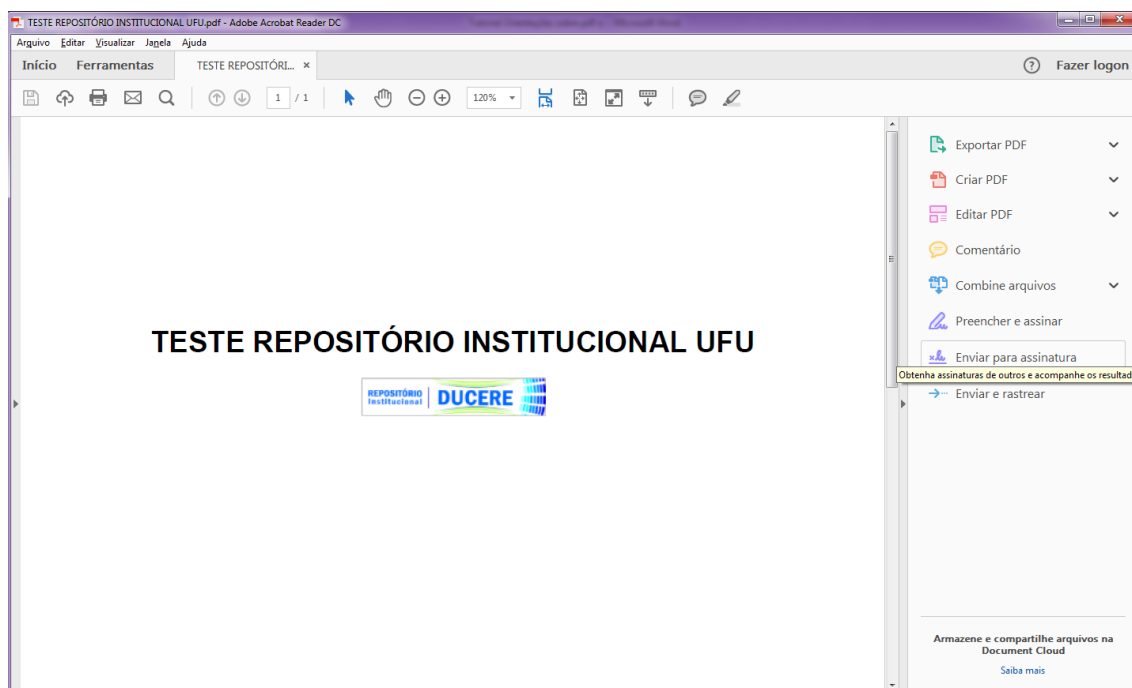 TESTE REPOSITÓRIO INSTITUCIONAL UFU.pdf - Adobe Acrobat Reader DC
Arquivo Editar Visualizar Janela Ajuda
Início Ferramentas TESTE REPOSITÓRI... ×
Fazer logon
1 / 1
120%
TESTE REPOSITÓRIO INSTITUCIONAL UFU
REPOSITÓRIO
Institucional
DUCERE
Exportar PDF
Criar PDF
Editar PDF
Comentário
Combine arquivos
Preencher e assinar
Enviar para assinatura
Obtenha assinaturas de outros e acompanhe os resultad
Enviar e rastrear
Armazene e compartilhe arquivos na
Document Cloud
Saiba mais